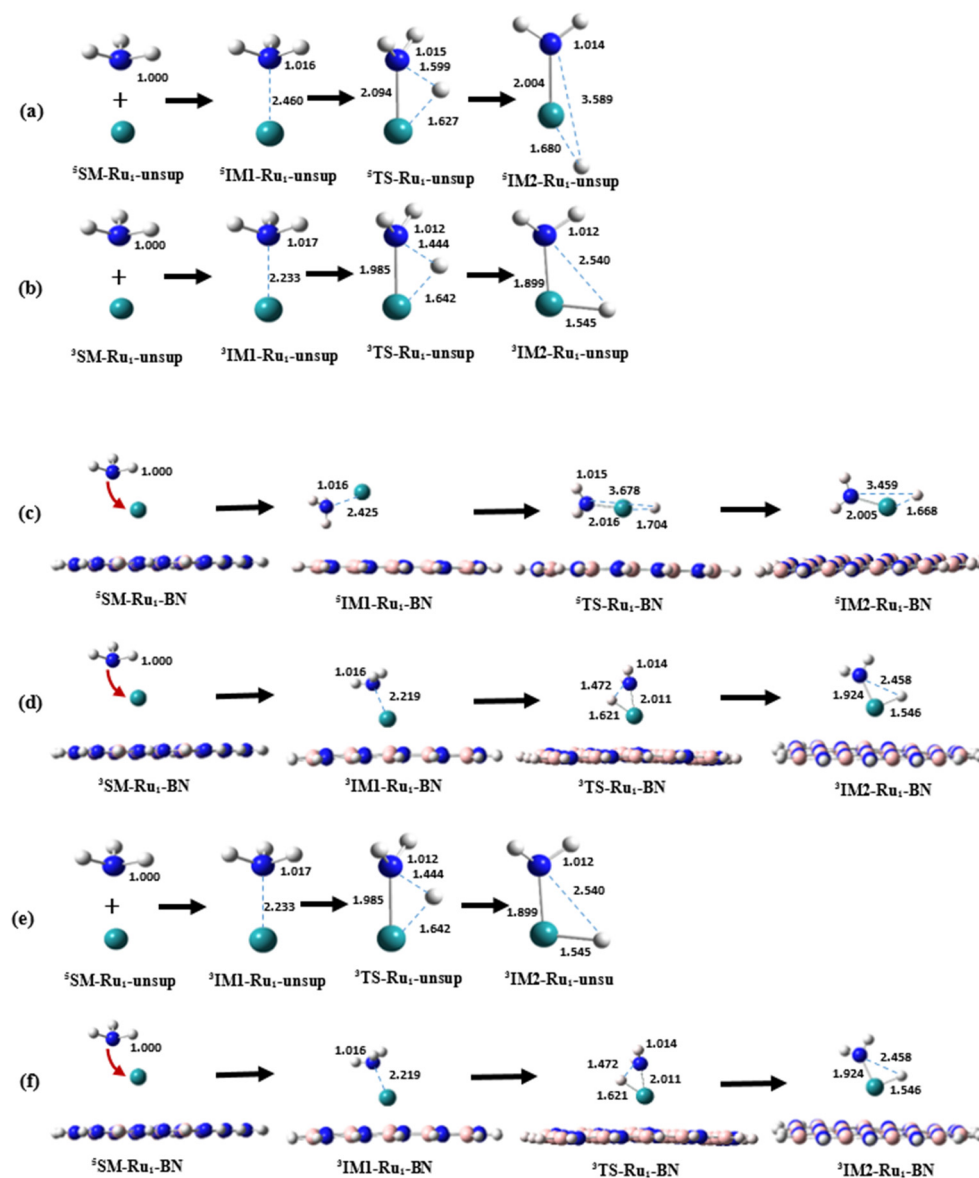 (a)
1.000
+
1.016
2.460
1.015
1.599
2.094
1.627
1.014
2.004
3.589
1.680
⁵SM-Ru₁-unsup
⁵IM1-Ru₁-unsup
⁵TS-Ru₁-unsup
⁵IM2-Ru₁-unsup
(b)
1.000
+
1.017
2.233
1.012
1.444
1.985
1.642
1.012
2.540
1.899
1.545
³SM-Ru₁-unsup
³IM1-Ru₁-unsup
³TS-Ru₁-unsup
³IM2-Ru₁-unsup
(c)
1.000
1.016
2.425
1.015
3.678
2.016
1.704
3.459
2.005
1.668
⁵SM-Ru₁-BN
⁵IM1-Ru₁-BN
⁵TS-Ru₁-BN
⁵IM2-Ru₁-BN
(d)
1.000
1.016
2.219
1.014
1.472
2.011
1.621
2.458
1.924
1.546
³SM-Ru₁-BN
³IM1-Ru₁-BN
³TS-Ru₁-BN
³IM2-Ru₁-BN
(e)
1.000
+
1.017
2.233
1.012
1.444
1.985
1.642
1.012
2.540
1.899
1.545
⁵SM-Ru₁-unsup
³IM1-Ru₁-unsup
³TS-Ru₁-unsup
³IM2-Ru₁-unsu
(f)
1.000
1.016
2.219
1.014
1.472
2.011
1.621
2.458
1.924
1.546
⁵SM-Ru₁-BN
³IM1-Ru₁-BN
³TS-Ru₁-BN
³IM2-Ru₁-BN